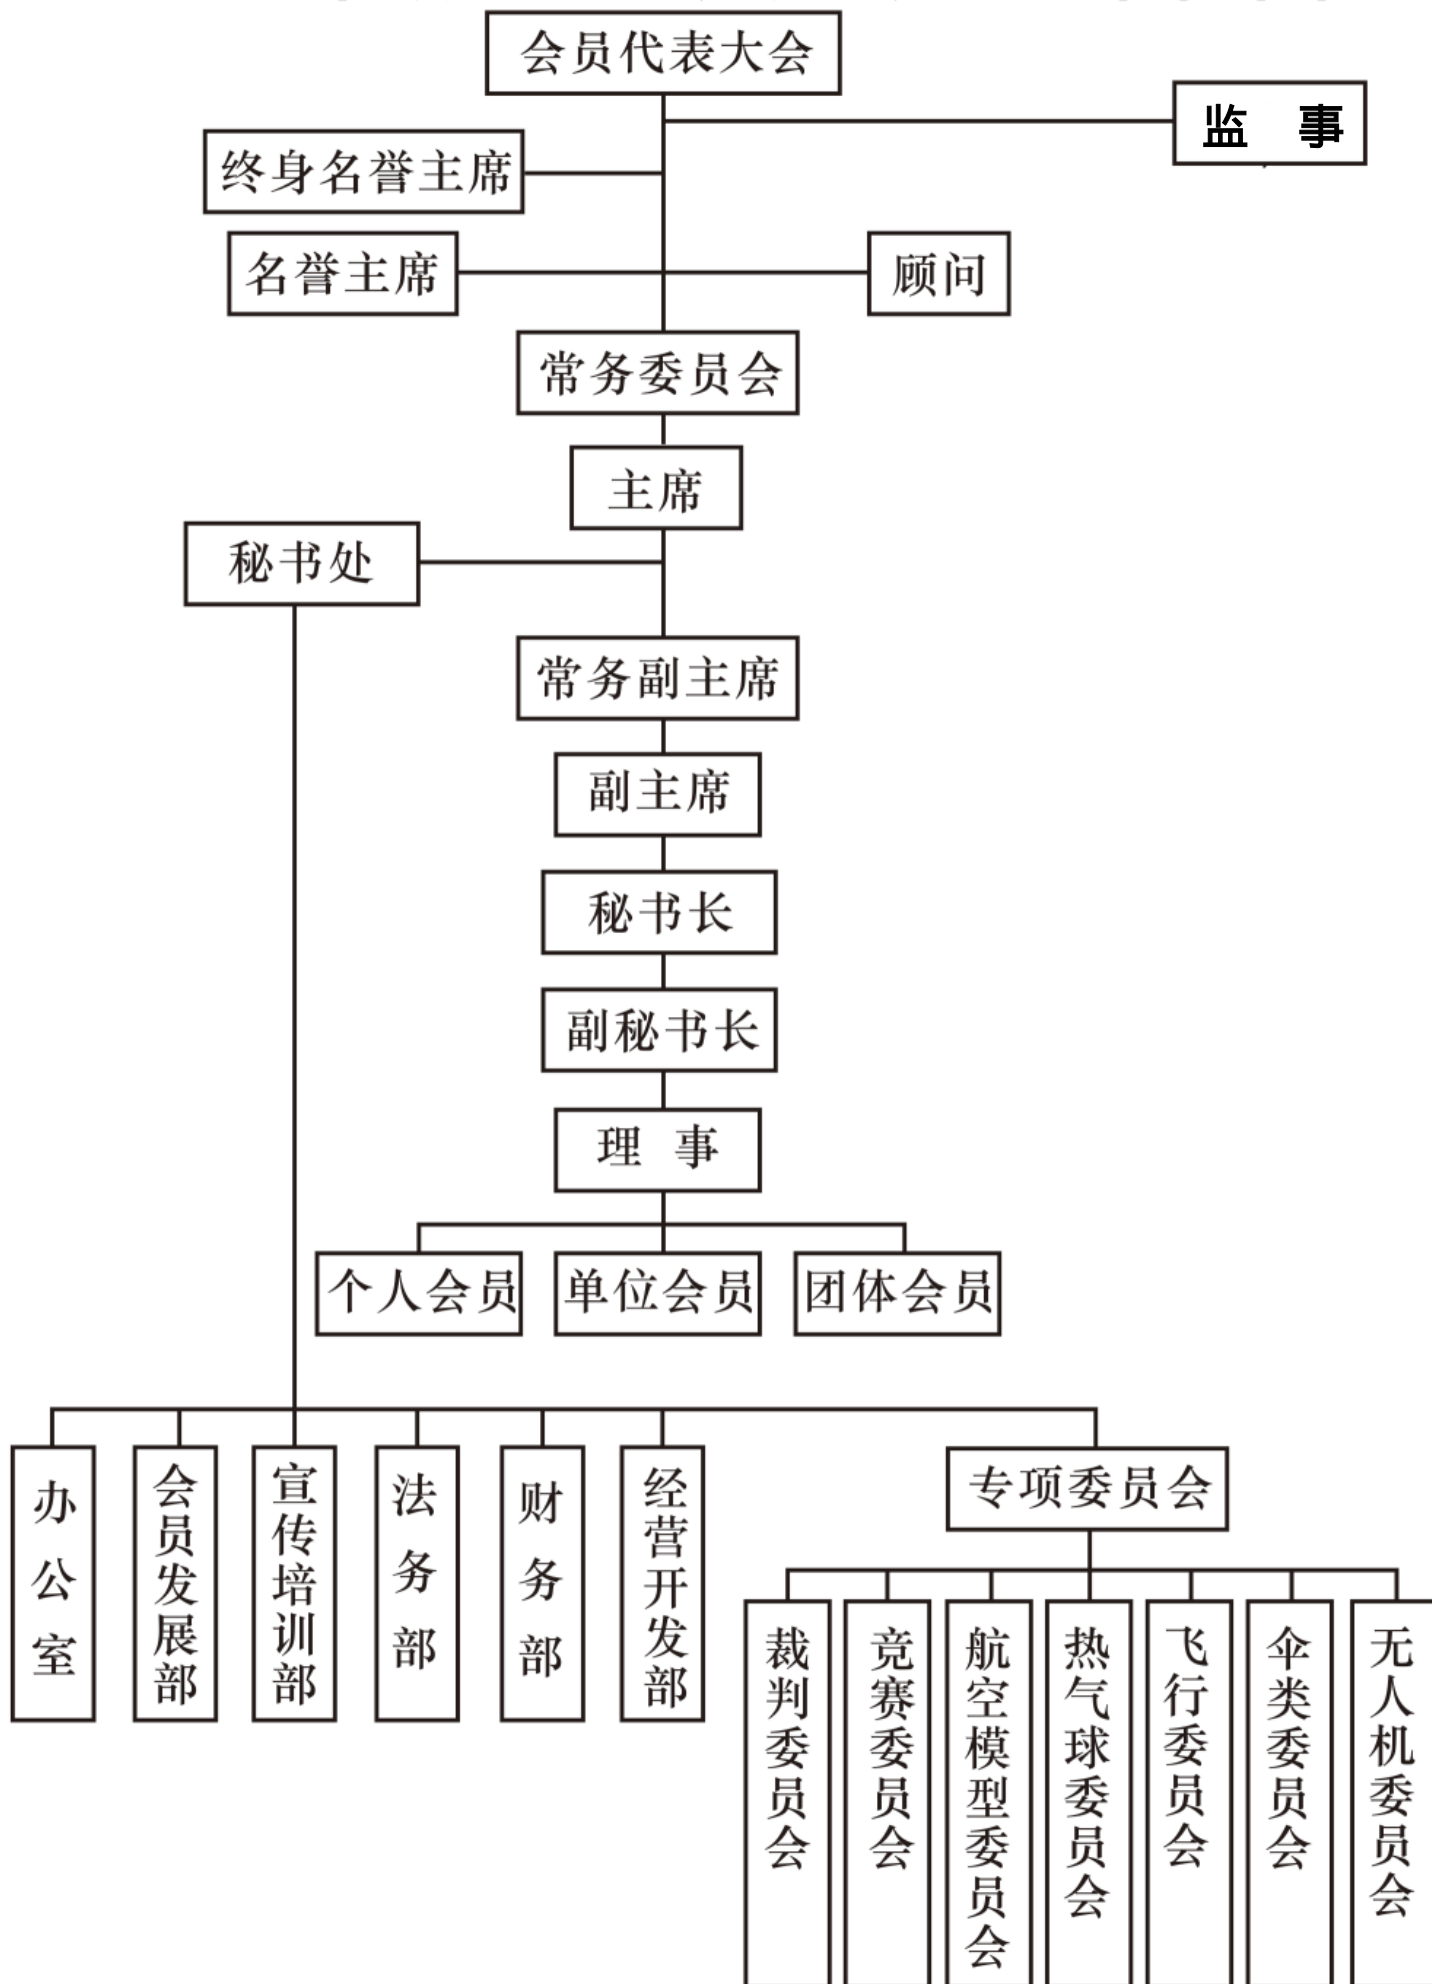 会员代表大会
监 事
终身名誉主席
名誉主席
顾问
常务委员会
主席
秘书处
常务副主席
副主席
秘书长
副秘书长
理 事
个人会员
单位会员
团体会员
办公室
会员发展部
宣传培训部
法务部
财务部
经营开发部
专项委员会
裁判委员会
竞赛委员会
航空模型委员会
热气球委员会
飞行委员会
伞类委员会
无人机委员会